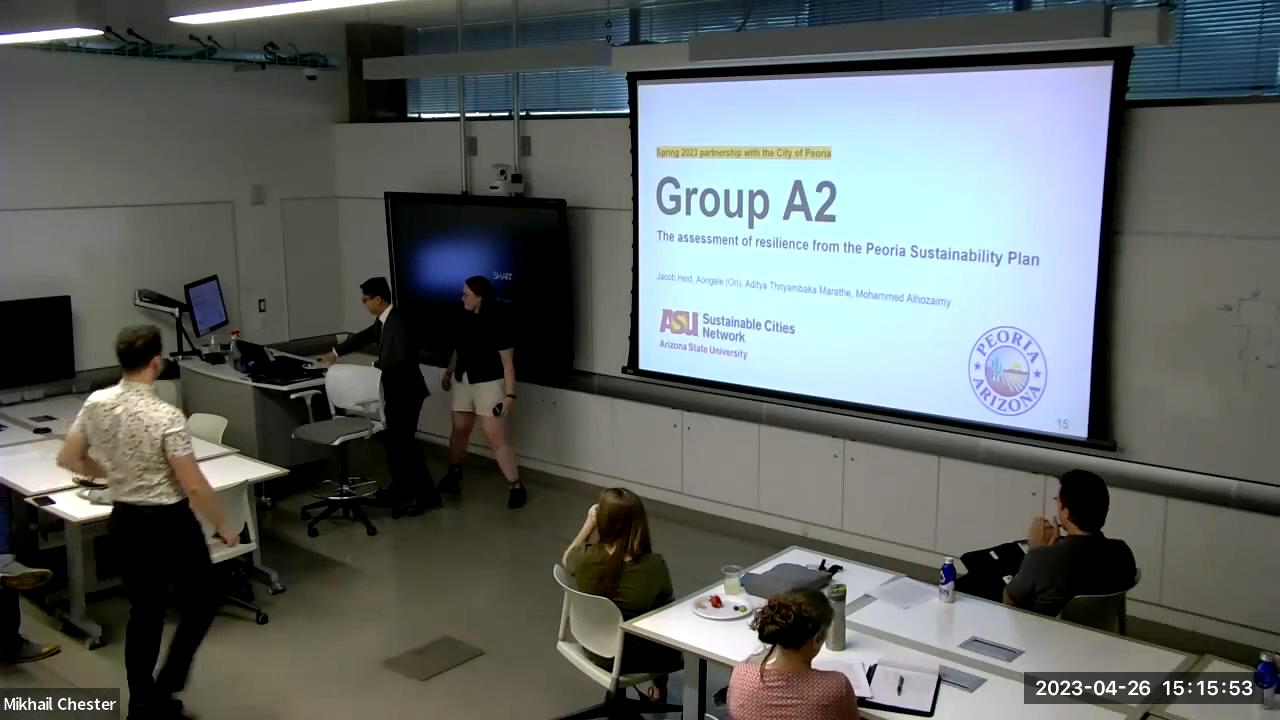 Spring 2023 partnership with the City of Peoria
Group A2
The assessment of resilience from the Peoria Sustainability Plan
Jacob Heid, Aongele (Ori), Aditya Thriyambaka Marathe, Mohammed Alhozaimy
ASU Sustainable Cities
Network
Arizona State University
PEORIA
ARIZONA
15
SMART
Mikhail Chester
2023-04-26 15:15:53